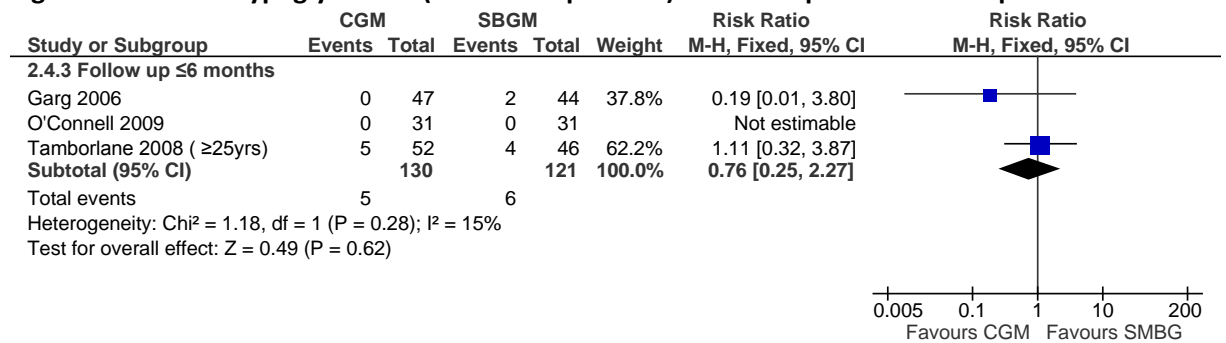 CGM SBGM Risk Ratio Risk Ratio
Study or Subgroup Events Total Events Total Weight M-H, Fixed, 95% CI M-H, Fixed, 95% CI
2.4.3 Follow up ≤6 months
Garg 2006 0 47 2 44 37.8% 0.19 [0.01, 3.80]
O'Connell 2009 0 31 0 31 Not estimable
Tamborlane 2008 ( ≥25yrs) 5 52 4 46 62.2% 1.11 [0.32, 3.87]
Subtotal (95% CI) 130 121 100.0% 0.76 [0.25, 2.27]
Total events 5 6
Heterogeneity: Chi² = 1.18, df = 1 (P = 0.28); I² = 15%
Test for overall effect: Z = 0.49 (P = 0.62)
0.005 0.1 1 10 200
Favours CGM Favours SMBG